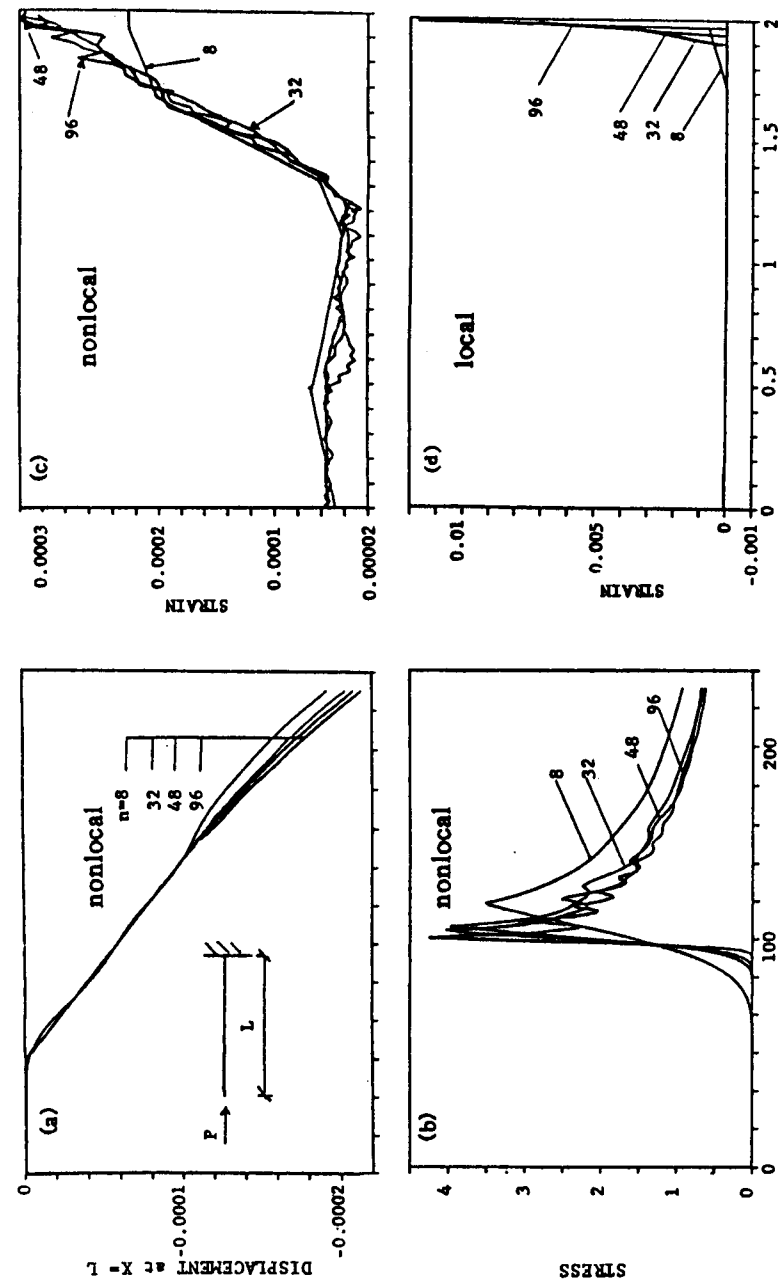 (a)
nonlocal
n=8
32
48
96
P
L
0
-0.0001
-0.0002
DISPLACEMENT at X= L
(b)
nonlocal
8
32
48
96
4
3
2
1
0
100
200
STRESS
(c)
nonlocal
48
96
8
32
0.0003
0.0002
0.0001
0.00002
STRAIN
(d)
local
96
48
32
8
0.01
0.005
0
-0.001
STRAIN
0
0.5
1
1.5
2